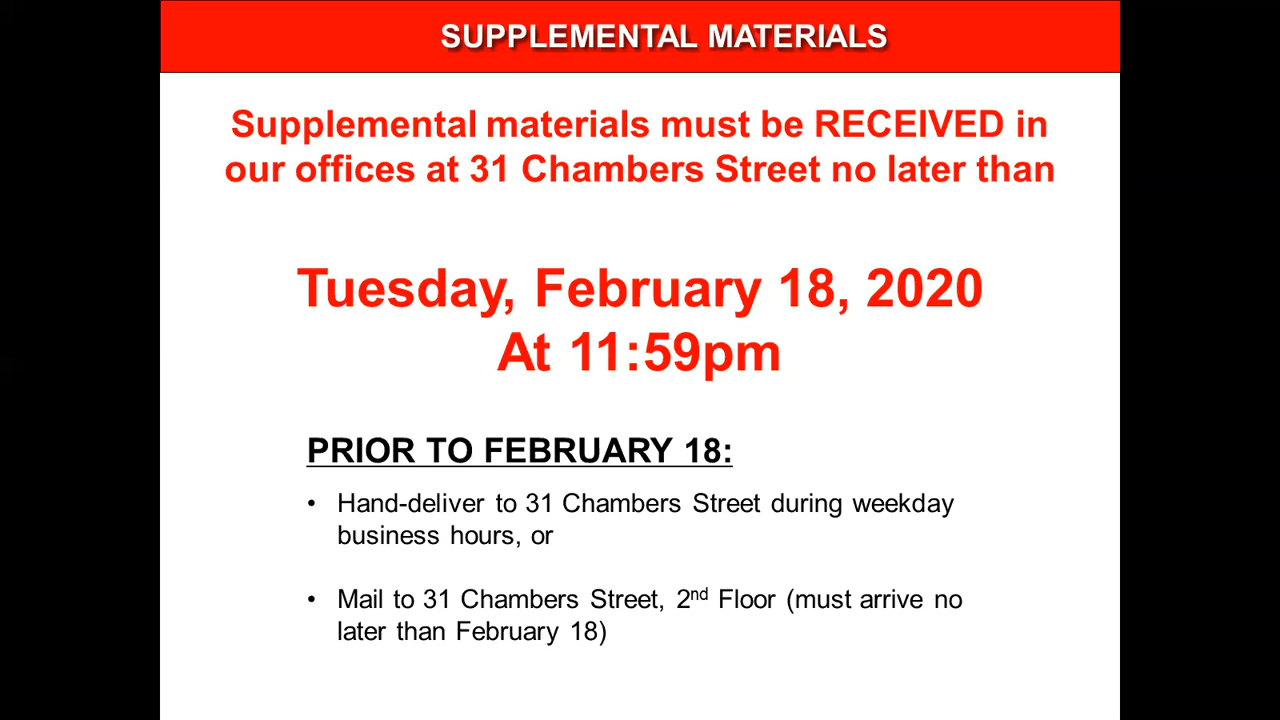 SUPPLEMENTAL MATERIALS
Supplemental materials must be RECEIVED in
our offices at 31 Chambers Street no later than
Tuesday, February 18, 2020
At 11:59pm
PRIOR TO FEBRUARY 18:
• Hand-deliver to 31 Chambers Street during weekday
business hours, or
• Mail to 31 Chambers Street, 2nd Floor (must arrive no
later than February 18)